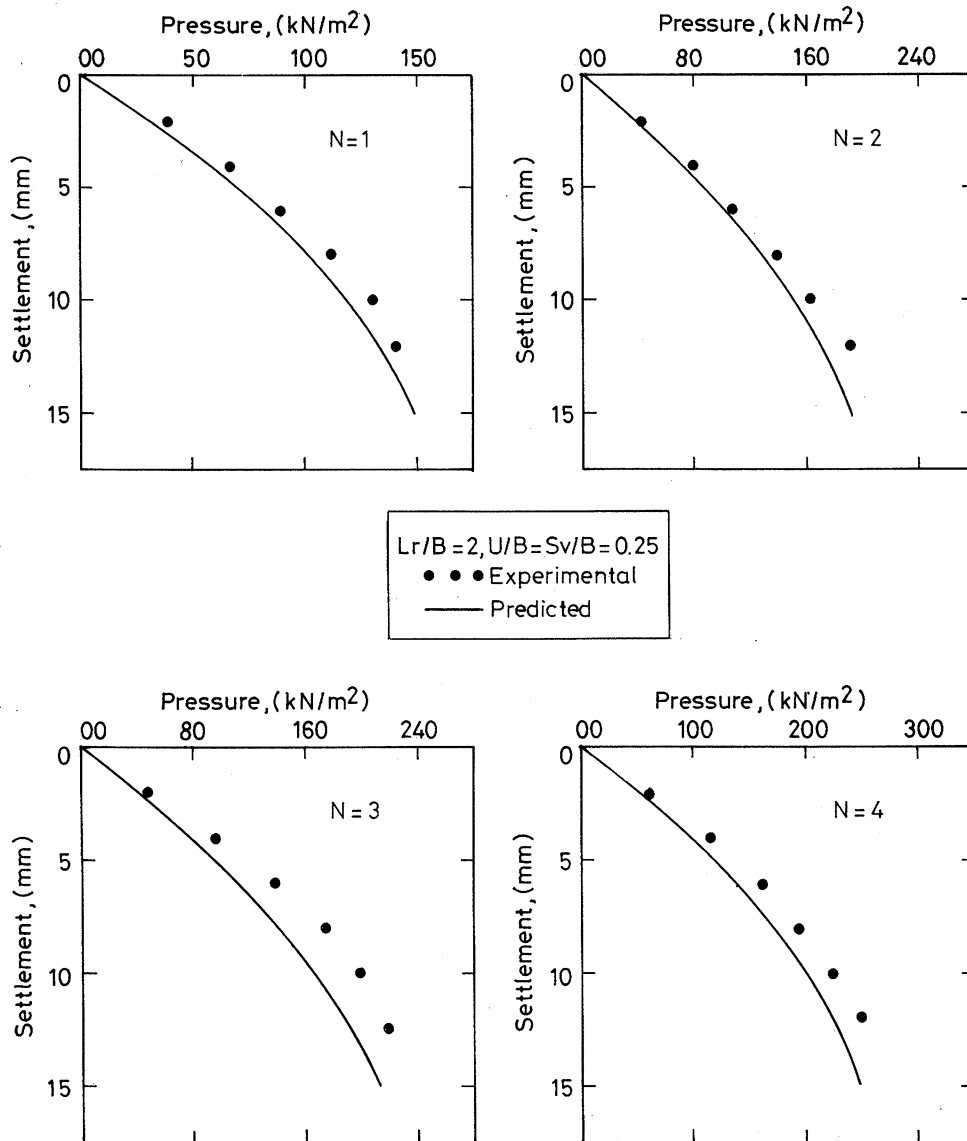 Pressure, (kN/m²)
00 50 100 150
0
5
10
15
Settlement, (mm)
N=1
Pressure, (kN/m²)
00 80 160 240
0
5
10
15
Settlement, (mm)
N=2
Lr/B=2, U/B=Sv/B=0.25
Experimental
Predicted
Pressure, (kN/m²)
00 80 160 240
0
5
10
15
Settlement, (mm)
N=3
Pressure, (kN/m²)
00 100 200 300
0
5
10
15
Settlement, (mm)
N=4